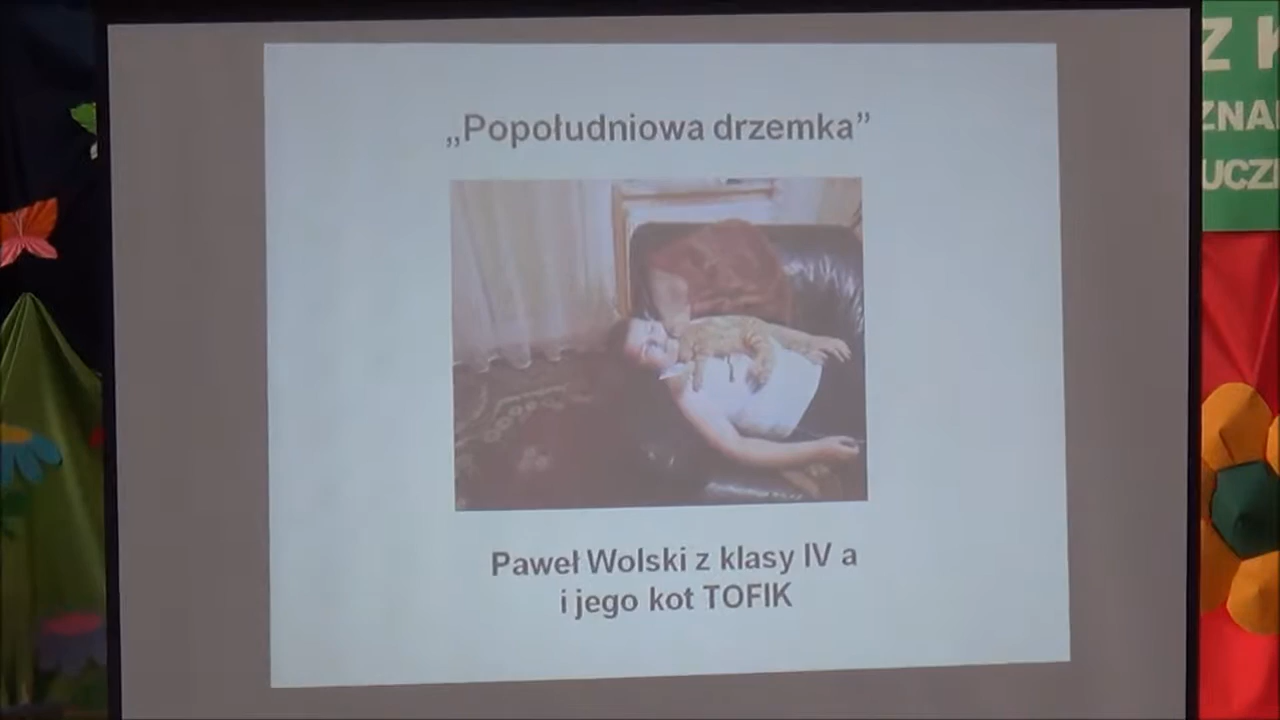 „Popołudniowa drzemka”
Paweł Wolski z klasy IV a
i jego kot TOFIK
Z